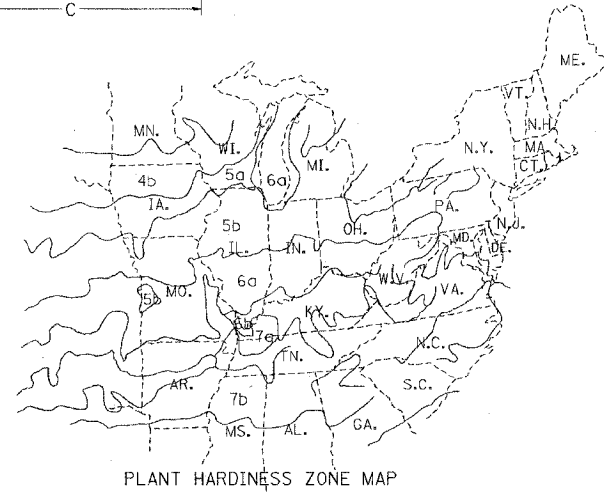 C
ME.
VT.
N.H.
MN.
WI.
MI.
N.Y.
MA.
CT.
4b
5a
6a
IA.
5b
IL.
IN.
OH.
PA.
N.J.
MD.
DE.
6a
MO.
5b
W.V.
VA.
KY.
6b
7a
TN.
N.C.
AR.
7b
S.C.
MS.
AL.
GA.
PLANT HARDINESS ZONE MAP